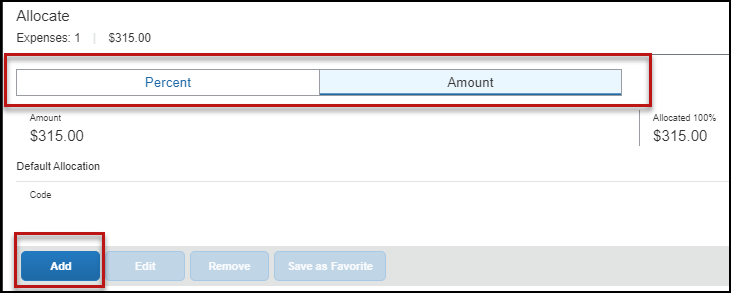 Allocate
Expenses: 1 | $315.00
Percent Amount
Amount Allocated 100%
$315.00 $315.00
Default Allocation
Code
Add Edit Remove Save as Favorite